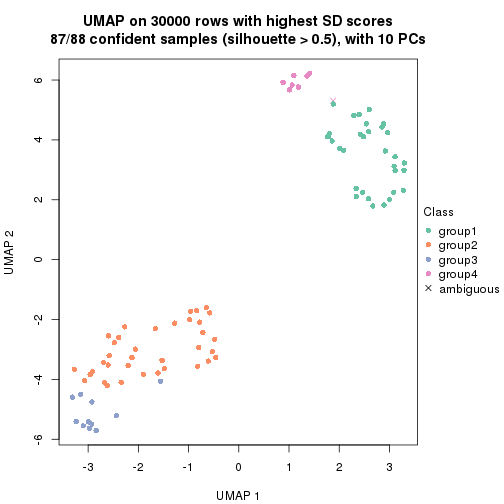 UMAP on 30000 rows with highest SD scores
87/88 confident samples (silhouette > 0.5), with 10 PCs
6
4
2
0
-2
-4
-6
UMAP 2
-3
-2
-1
0
1
2
3
UMAP 1
Class
group1
group2
group3
group4
ambiguous